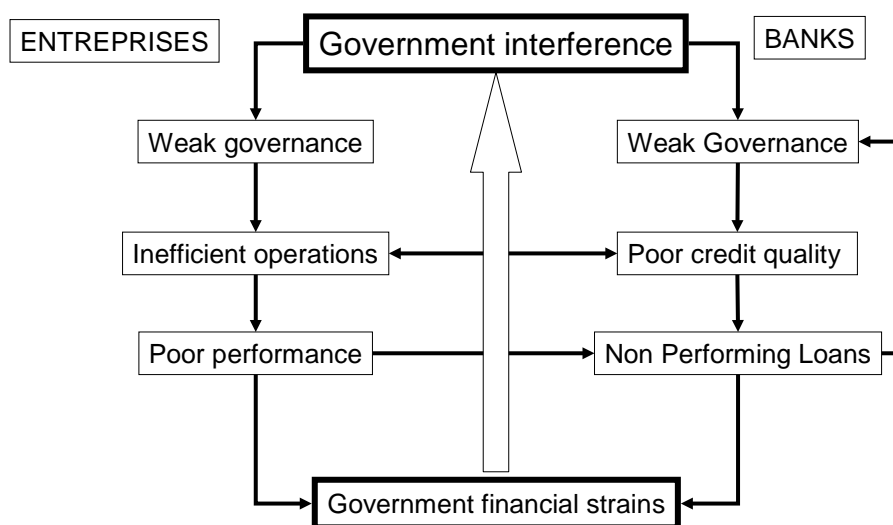 ENTREPRISES
Government interference
BANKS
Weak governance
Weak Governance
Inefficient operations
Poor credit quality
Poor performance
Non Performing Loans
Government financial strains